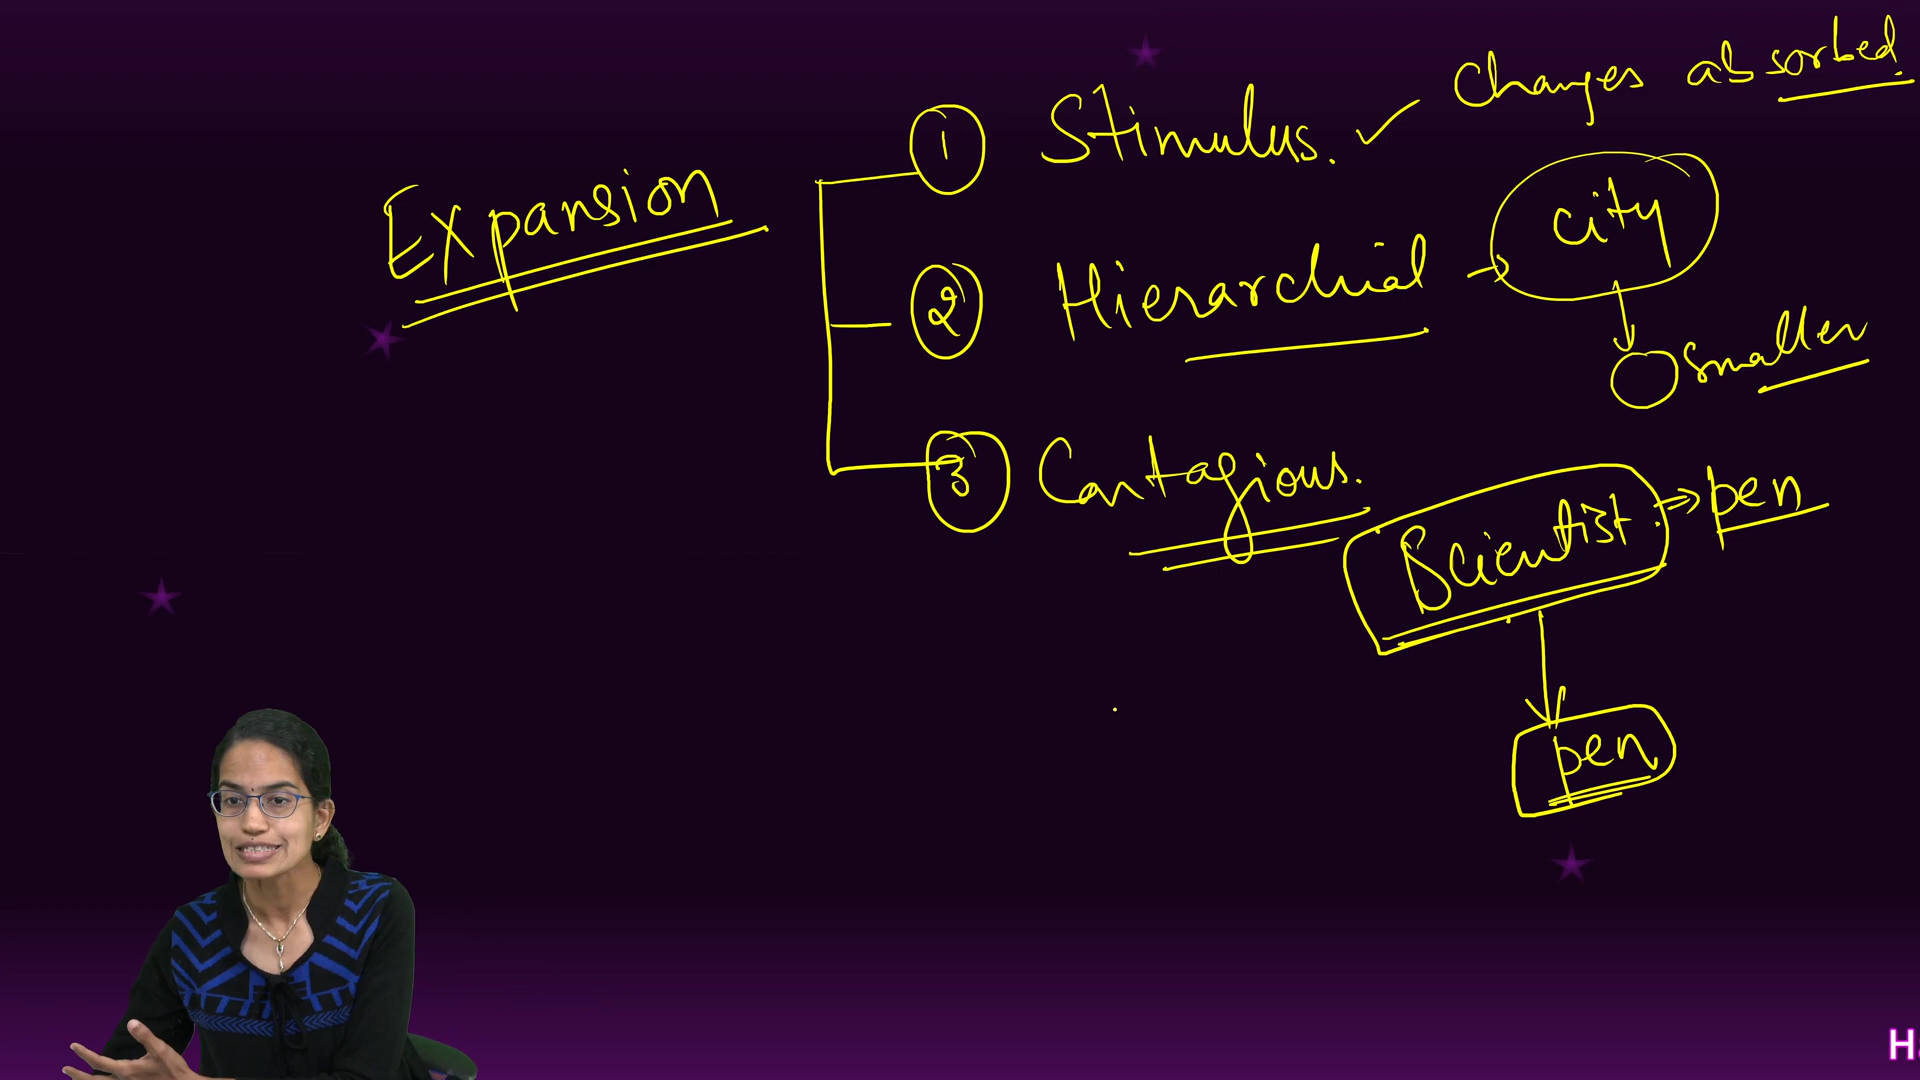 Expansion
1 Stimulus. ✓ Changes absorbed.
2 Hierarchial → city
smaller
3 Contagious.
Scientist → pen
pen